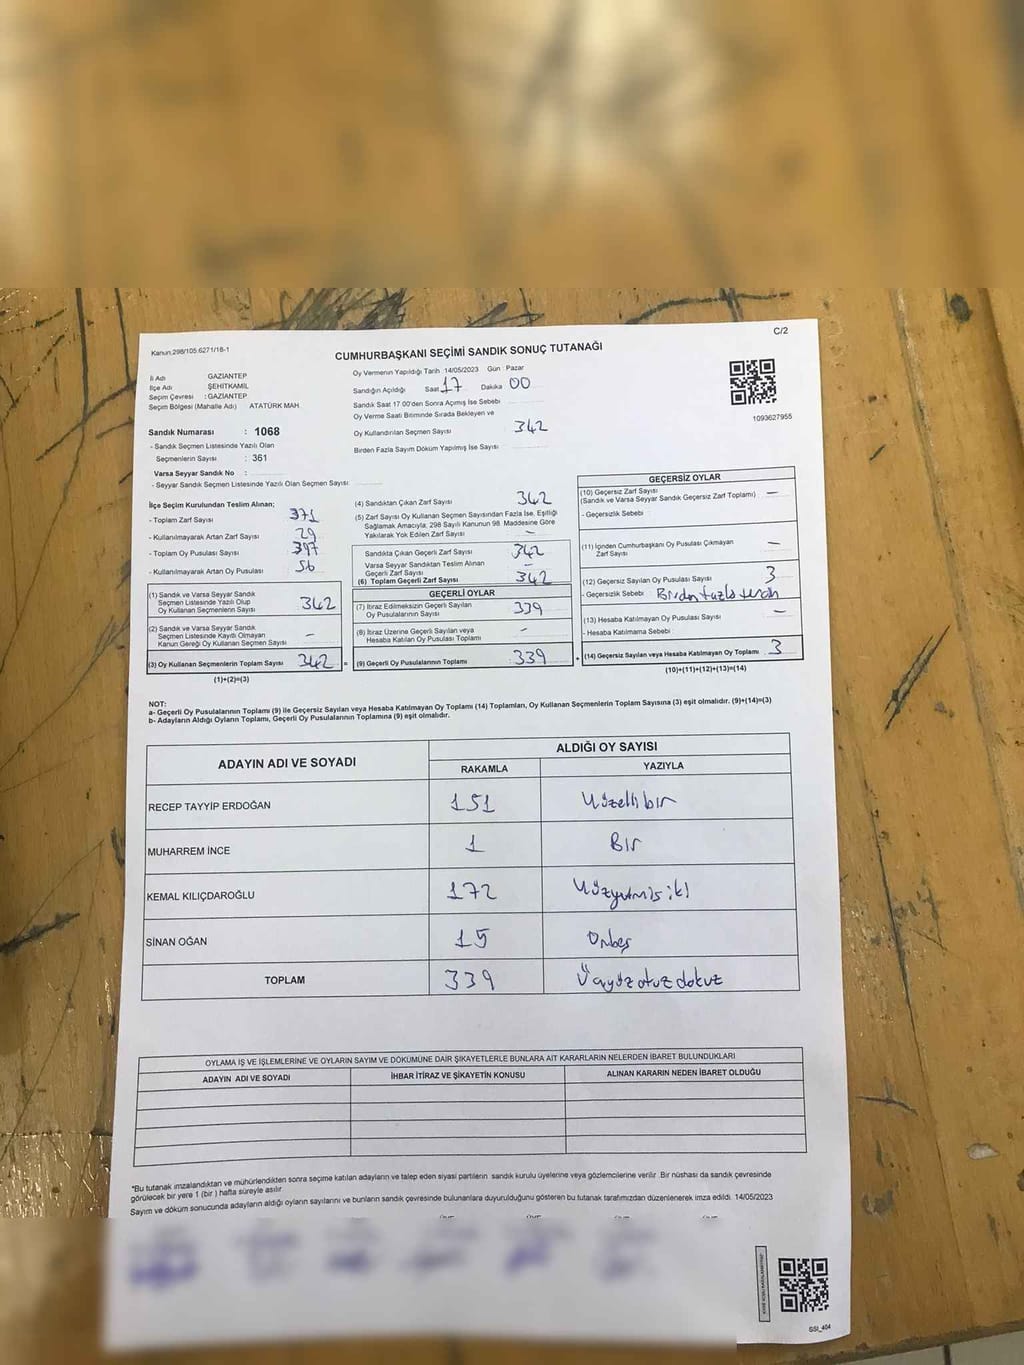 C/2
Kanun:298/105:6271/18-1
CUMHURBAŞKANI SEÇİMİ SANDIK SONUÇ TUTANAĞI
İl Adı GAZİANTEP
İlçe Adı ŞEHİTKAMİL
Seçim Çevresi : GAZİANTEP
Seçim Bölgesi (Mahalle Adı) ATATÜRK MAH
Sandık Numarası : 1068
- Sandık Seçmen Listesinde Yazılı Olan
Seçmenlerin Sayısı : 361
Varsa Seyyar Sandık No :
- Seyyar Sandık Seçmen Listesinde Yazılı Olan Seçmen Sayısı:
Oy Vermenin Yapıldığı Tarih 14/05/2023 Gün : Pazar
Sandığın Açıldığı Saat 17 Dakika 00
Sandık Saat 17.00'den Sonra Açımış İse Sebebi
Oy Verme Saati Bitiminde Sırada Bekleyen ve
Oy Kullandırılan Seçmen Sayısı 342
Birden Fazla Sayım Döküm Yapılmış İse Sayısı
1093627955
İlçe Seçim Kurulundan Teslim Alınan;
- Toplam Zarf Sayısı 371
- Kullanılmayarak Artan Zarf Sayısı 29
- Toplam Oy Pusulası Sayısı 397
- Kullanılmayarak Artan Oy Pusulası 56
(1) Sandık ve Varsa Seyyar Sandık
Seçmen Listesinde Yazılı Olup
Oy Kullanan Seçmenlerin Sayısı 342
(2) Sandık ve Varsa Seyyar Sandık
Seçmen Listesinde Kayıtlı Olmayan
Kanun Gereği Oy Kullanan Seçmen Sayısı -
(3) Oy Kullanan Seçmenlerin Toplam Sayısı 342 =
(1)+(2)=(3)
(4) Sandıktan Çıkan Zarf Sayısı 342
(5) Zarf Sayısı Oy Kullanan Seçmen Sayısından Fazla İse, Eşitliği
Sağlamak Amacıyla, 298 Sayılı Kanunun 98. Maddesine Göre
Yakılarak Yok Edilen Zarf Sayısı -
Sandıkta Çıkan Geçerli Zarf Sayısı 342
Varsa Seyyar Sandıktan Teslim Alınan
Geçerli Zarf Sayısı -
(6) Toplam Geçerli Zarf Sayısı 342
GEÇERLİ OYLAR
(7) İtiraz Edilmeksizin Geçerli Sayılan
Oy Pusulalarının Sayısı 339
(8) İtiraz Üzerine Geçerli Sayılan veya
Hesaba Katılan Oy Pusulası Toplamı -
(9) Geçerli Oy Pusulalarının Toplamı 339 +
GEÇERSİZ OYLAR
(10) Geçersiz Zarf Sayısı
(Sandık ve Varsa Seyyar Sandık Geçersiz Zarf Toplamı) -
- Geçersizlik Sebebi
(11) İçinden Cumhurbaşkanı Oy Pusulası Çıkmayan
Zarf Sayısı -
(12) Geçersiz Sayılan Oy Pusulası Sayısı 3
- Geçersizlik Sebebi Birden fazla tercih
(13) Hesaba Katılmayan Oy Pusulası Sayısı -
- Hesaba Katılmama Sebebi
(14) Geçersiz Sayılan veya Hesaba Katılmayan Oy Toplamı 3
(10)+(11)+(12)+(13)=(14)
NOT:
a- Geçerli Oy Pusulalarının Toplamı (9) ile Geçersiz Sayılan veya Hesaba Katılmayan Oy Toplamı (14) Toplamları, Oy Kullanan Seçmenlerin Toplam Sayısına (3) eşit olmalıdır. (9)+(14)=(3)
b- Adayların Aldığı Oyların Toplamı, Geçerli Oy Pusulalarının Toplamına (9) eşit olmalıdır.
ADAYIN ADI VE SOYADI ALDIĞI OY SAYISI
RAKAMLA YAZIYLA
RECEP TAYYİP ERDOĞAN 151 Yüzellibir
MUHARREM İNCE 1 Bir
KEMAL KILIÇDAROĞLU 172 Yüzyetmişiki
SİNAN OĞAN 15 Onbeş
TOPLAM 339 Üçyüzotuzdokuz
OYLAMA İŞ VE İŞLEMLERİNE VE OYLARIN SAYIM VE DÖKÜMÜNE DAİR ŞİKAYETLERLE BUNLARA AİT KARARLARIN NELERDEN İBARET BULUNDUKLARI
ADAYIN ADI VE SOYADI İHBAR İTİRAZ VE ŞİKAYETİN KONUSU ALINAN KARARIN NEDEN İBARET OLDUĞU
*Bu tutanak imzalandıktan ve mühürlendikten sonra seçime katılan adayların ve talep eden siyasi partilerin sandık kurulu üyelerine veya gözlemcilerine verilir. Bir nüshası da sandık çevresinde
görülecek bir yere 1 (bir) hafta süreyle asılır.
Sayım ve döküm sonucunda adayların aldığı oyların sayılarını ve bunların sandık çevresinde bulunanlara duyurulduğunu gösteren bu tutanak tarafımızdan düzenlenerek imza edildi. 14/05/2023
GSI_404